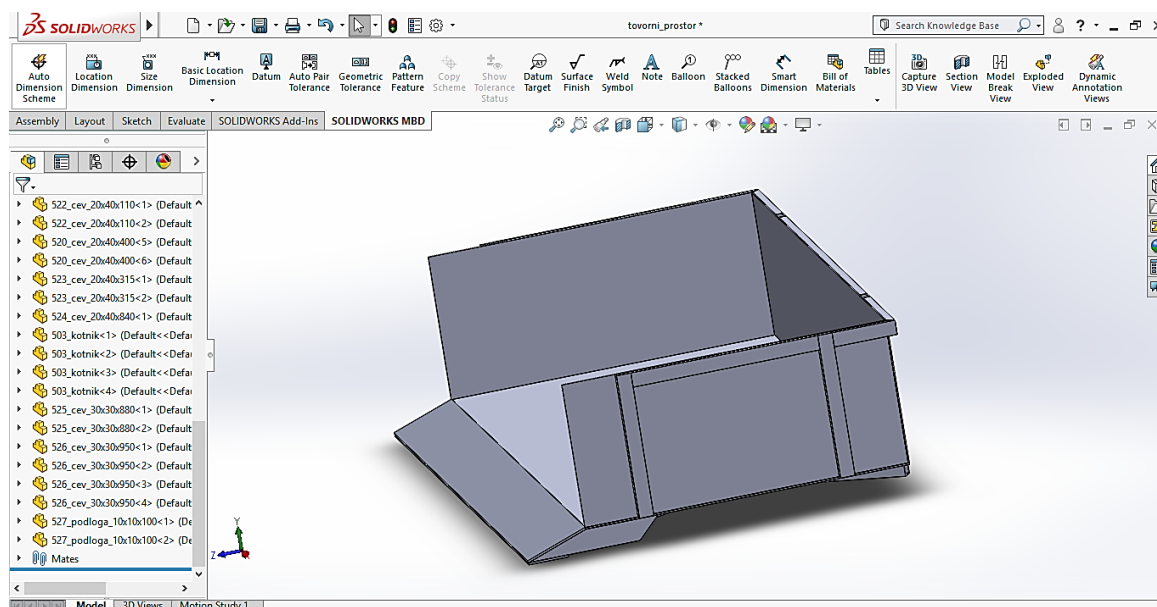 SOLIDWORKS
tovorni_prostor *
Search Knowledge Base
?
Auto Dimension Scheme
Location Dimension
Size Dimension
Basic Location Dimension
Datum
Auto Pair Tolerance
Geometric Tolerance
Pattern Feature
Copy Scheme
Show Tolerance Status
Datum Target
Surface Finish
Weld Symbol
Note
Balloon
Stacked Balloons
Smart Dimension
Bill of Materials
Tables
Capture 3D View
Section View
Model Break View
Exploded View
Dynamic Annotation Views
Assembly Layout Sketch Evaluate SOLIDWORKS Add-Ins SOLIDWORKS MBD
522_cev_20x40x110<1> (Default
522_cev_20x40x110<2> (Default
520_cev_20x40x400<5> (Default
520_cev_20x40x400<6> (Default
523_cev_20x40x315<1> (Default
523_cev_20x40x315<2> (Default
524_cev_20x40x840<1> (Default
503_kotnik<1> (Default<<Defau
503_kotnik<2> (Default<<Defau
503_kotnik<3> (Default<<Defau
503_kotnik<4> (Default<<Defau
525_cev_30x30x880<1> (Default
525_cev_30x30x880<2> (Default
526_cev_30x30x950<1> (Default
526_cev_30x30x950<2> (Default
526_cev_30x30x950<3> (Default
526_cev_30x30x950<4> (Default
527_podloga_10x10x100<1> (De
527_podloga_10x10x100<2> (De
Mates
Y
Z
Model 3D Views Motion Study 1